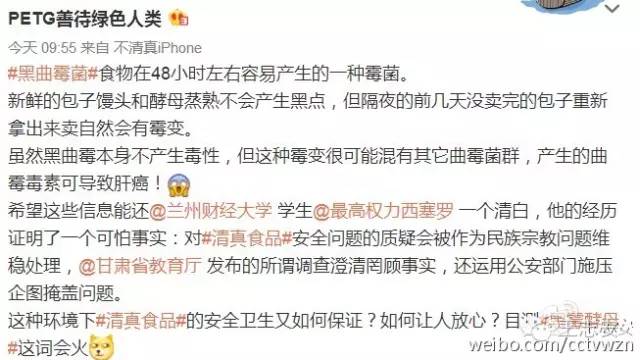 PETG善待绿色人类
今天 09:55 来自 不清真iPhone
#黑曲霉菌#食物在48小时左右容易产生的一种霉菌。
新鲜的包子馒头和酵母蒸熟不会产生黑点，但隔夜的前几天没卖完的包子重新
拿出来卖自然会有霉变。
虽然黑曲霉本身不产生毒性，但这种霉变很可能混有其它曲霉菌群，产生的曲
霉毒素可导致肝癌！
希望这些信息能还@兰州财经大学 学生@最高权力西塞罗 一个清白，他的经历
证明了一个可怕事实：对#清真食品#安全问题的质疑会被作为民族宗教问题维
稳处理，@甘肃省教育厅 发布的所谓调查澄清罔顾事实，还运用公安部门施压
企图掩盖问题。
这种环境下#清真食品#的安全卫生又如何保证？如何让人放心？目测
酵母
#这词会火
weibo.com/cctvwzn